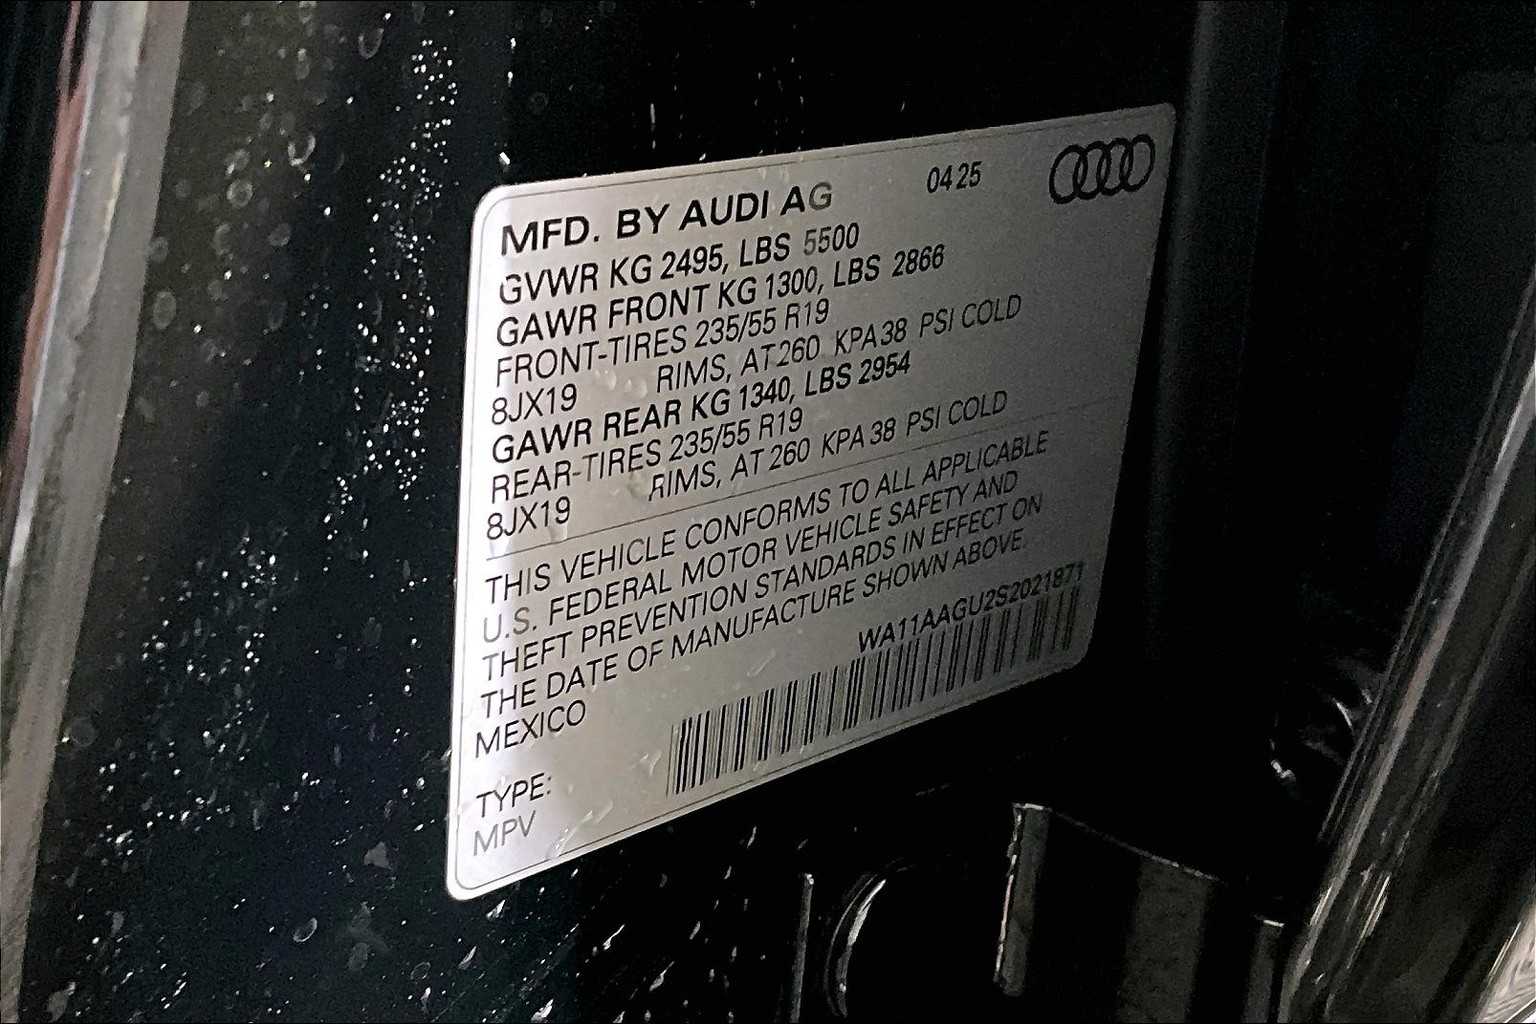 MFD. BY AUDI AG 0425
GVWR KG 2495, LBS 5500
GAWR FRONT KG 1300, LBS 2866
FRONT-TIRES 235/55 R19
8JX19 RIMS, AT 260 KPA 38 PSI COLD
GAWR REAR KG 1340, LBS 2954
REAR-TIRES 235/55 R19
8JX19 RIMS, AT 260 KPA 38 PSI COLD
THIS VEHICLE CONFORMS TO ALL APPLICABLE
U.S. FEDERAL MOTOR VEHICLE SAFETY AND
THEFT PREVENTION STANDARDS IN EFFECT ON
THE DATE OF MANUFACTURE SHOWN ABOVE.
MEXICO WA11AAGU2S2021871
TYPE:
MPV